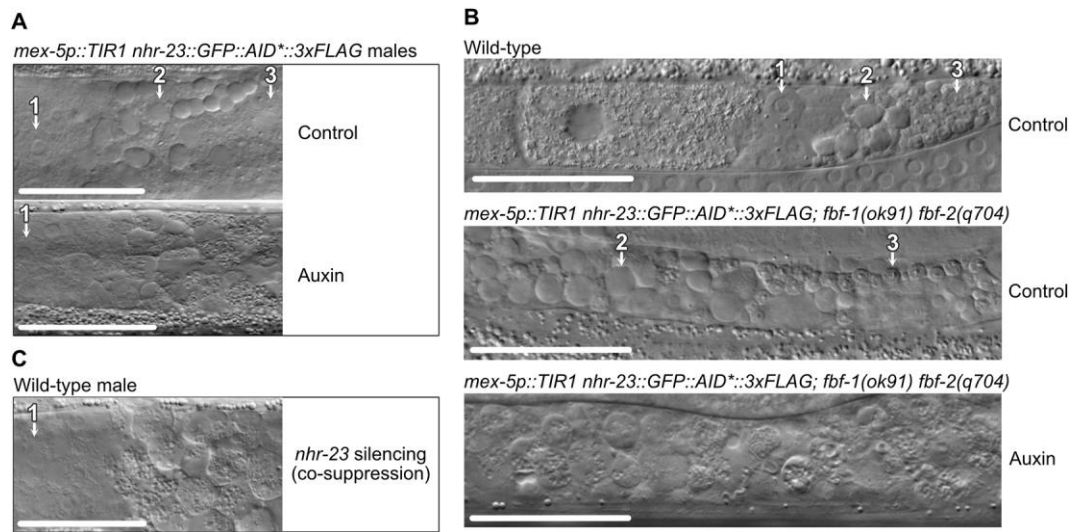 A
mex-5p::TIR1 nhr-23::GFP::AID*::3xFLAG males
1
2
3
Control
1
Auxin
C
Wild-type male
1
nhr-23 silencing
(co-suppression)
B
Wild-type
1
2
3
Control
mex-5p::TIR1 nhr-23::GFP::AID*::3xFLAG; fbf-1(ok91) fbf-2(q704)
2
3
Control
mex-5p::TIR1 nhr-23::GFP::AID*::3xFLAG; fbf-1(ok91) fbf-2(q704)
Auxin